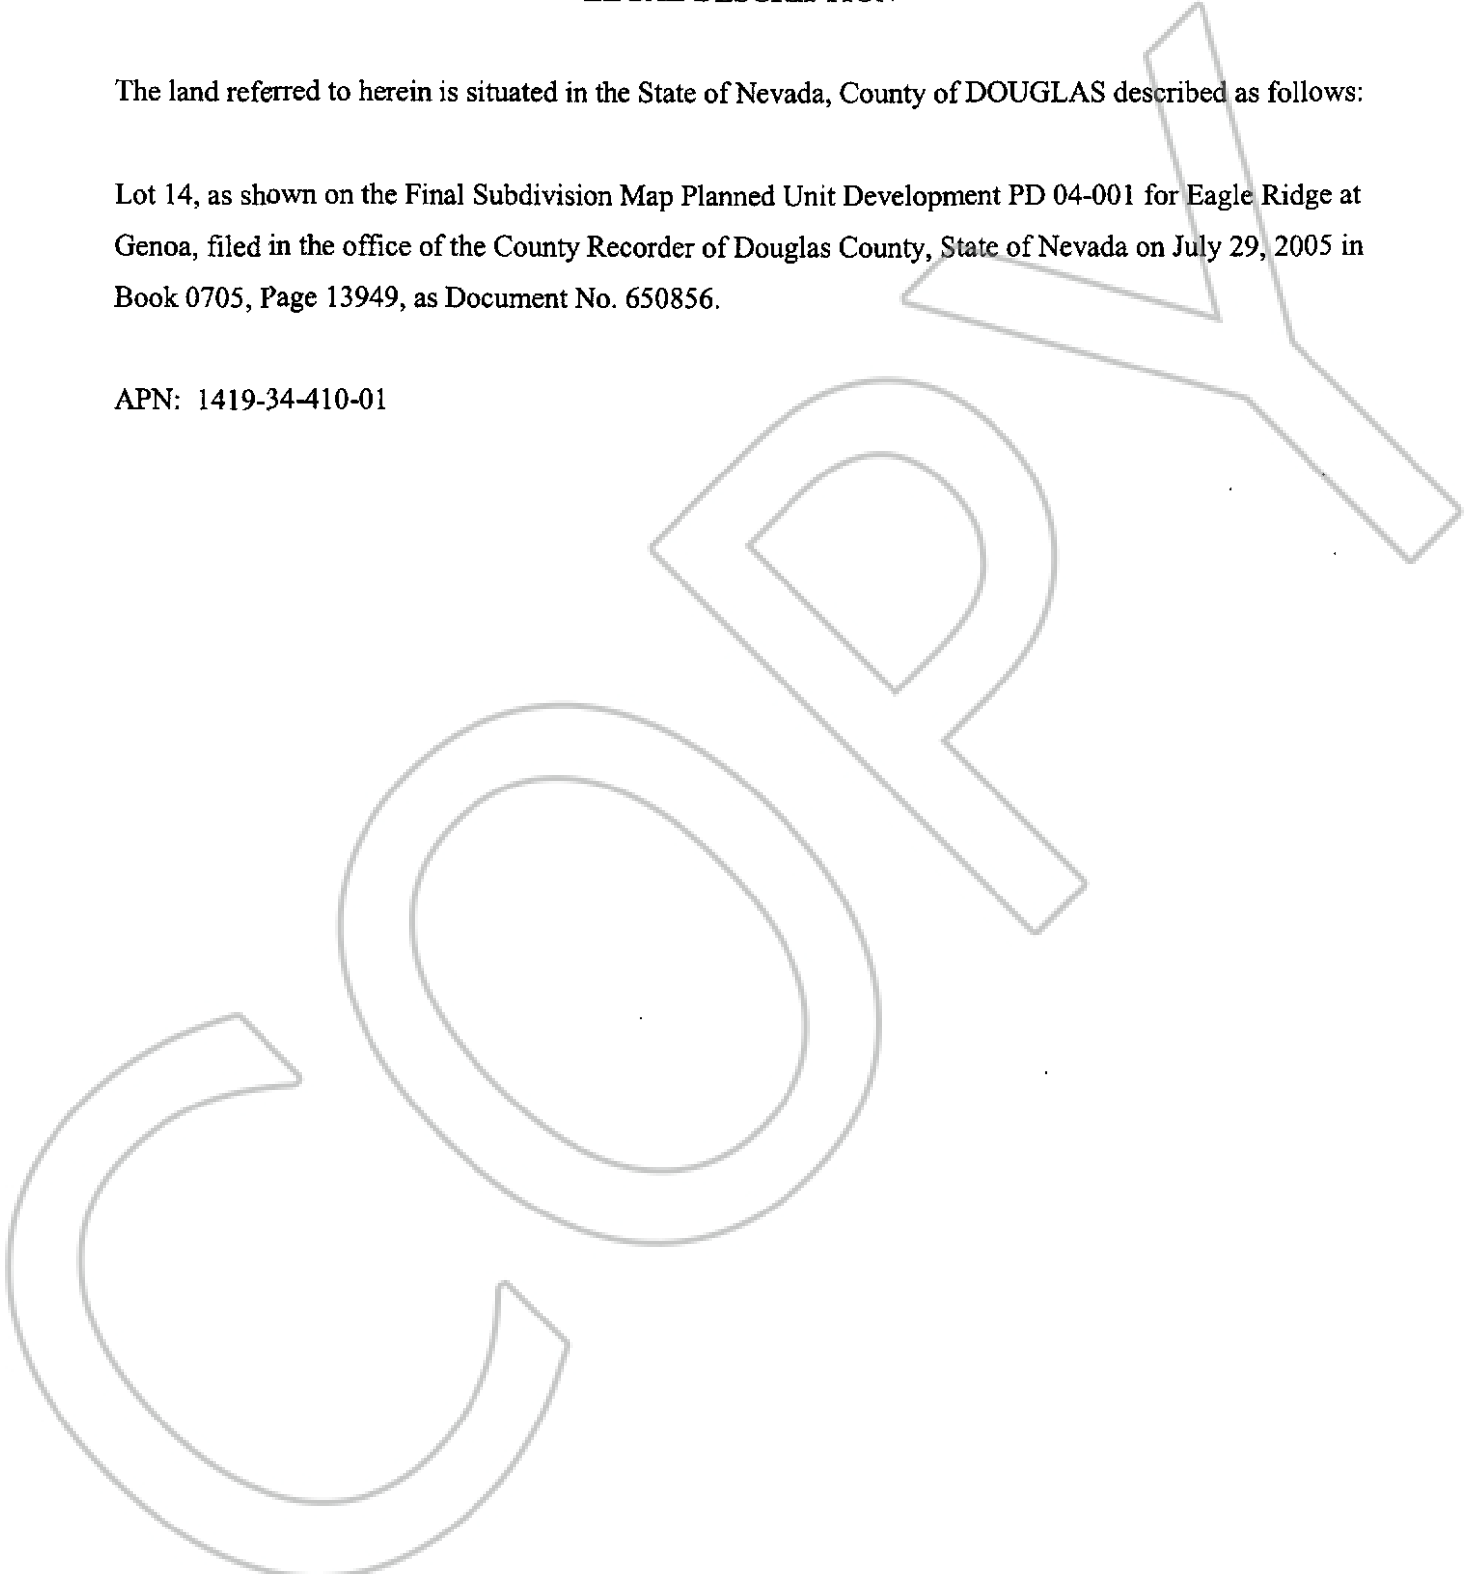 The land referred to herein is situated in the State of Nevada, County of DOUGLAS described as follows:
Lot 14, as shown on the Final Subdivision Map Planned Unit Development PD 04-001 for Eagle Ridge at
Genoa, filed in the office of the County Recorder of Douglas County, State of Nevada on July 29, 2005 in
Book 0705, Page 13949, as Document No. 650856.
APN: 1419-34-410-01
COPY